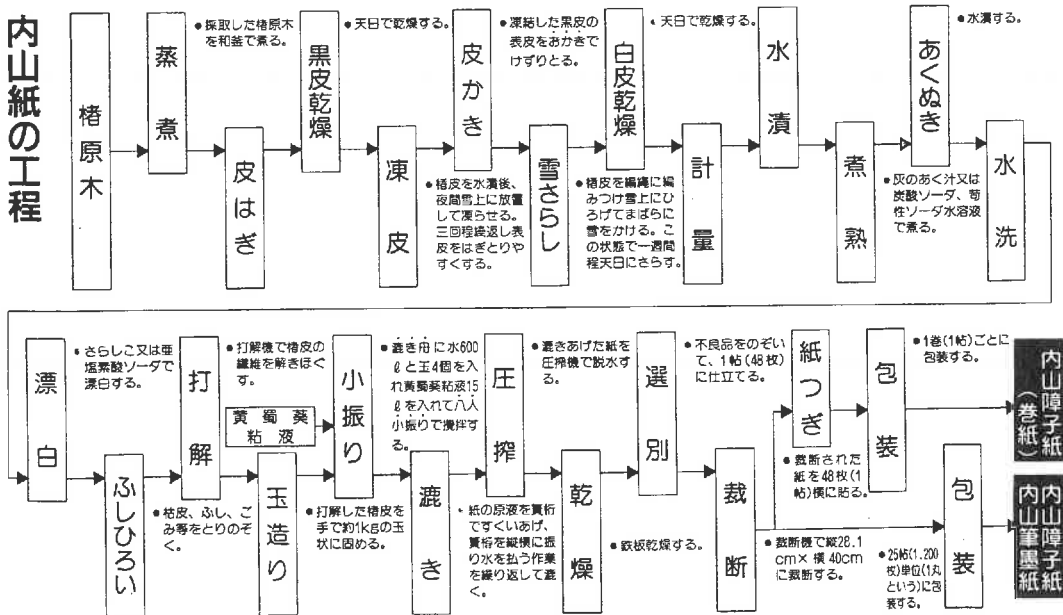 内山紙の工程
楮原木
蒸煮
●採取した楮原木
を和釜で煮る。
皮はぎ
黒皮乾燥
●天日で乾燥する。
凍皮
●楮皮を水漬後、
夜間雪上に放置
して凍らせる。
三回程繰返し表
皮をはぎとりや
すくする。
皮かき
●凍結した黒皮の
表皮をおかきで
けずりとる。
雪さらし
●楮皮を編縄に編
みつけ雪上にひ
ろげてまばらに
雪をかける。こ
の状態で一週間
程天日にさらす。
白皮乾燥
●天日で乾燥する。
計量
水漬
煮熟
●灰のあく汁又は
炭酸ソーダ、苛
性ソーダ水溶液
で煮る。
あくぬき
●水漬する。
水洗
漂白
●さらしこ又は亜
塩素酸ソーダで
漂白する。
ふしひろい
●枯皮、ふし、ご
み等をとりのぞ
く。
打解
●打解機で楮皮の
繊維を解きほぐ
す。
黄蜀葵
粘液
玉造り
●打解した楮皮を
手で約1kgの玉
状に固める。
小振り
●漉き舟に水600
ℓと玉4個を入
れ黄蜀葵粘液15
ℓを入れて八人
小振りで攪拌す
る。
漉き
●紙の原液を簀桁
ですくいあげ、
簀桁を縦横に振
り水を払う作業
を繰り返して漉く。
圧搾
●漉きあげた紙を
圧搾機で脱水す
る。
乾燥
●鉄板乾燥する。
選別
●不良品をのぞい
て、1帖(48枚)
に仕立てる。
裁断
●裁断機で縦28.1
cm×横40cm
に裁断する。
紙つぎ
●裁断された
紙を48枚(1
帖)横に貼る。
包装
●1巻(1帖)ごとに
包装する。
内山障子紙
(巻紙)
包装
●25帖(1,200
枚)単位(1丸
という)に包
装する。
内山障子紙
内山筆墨紙